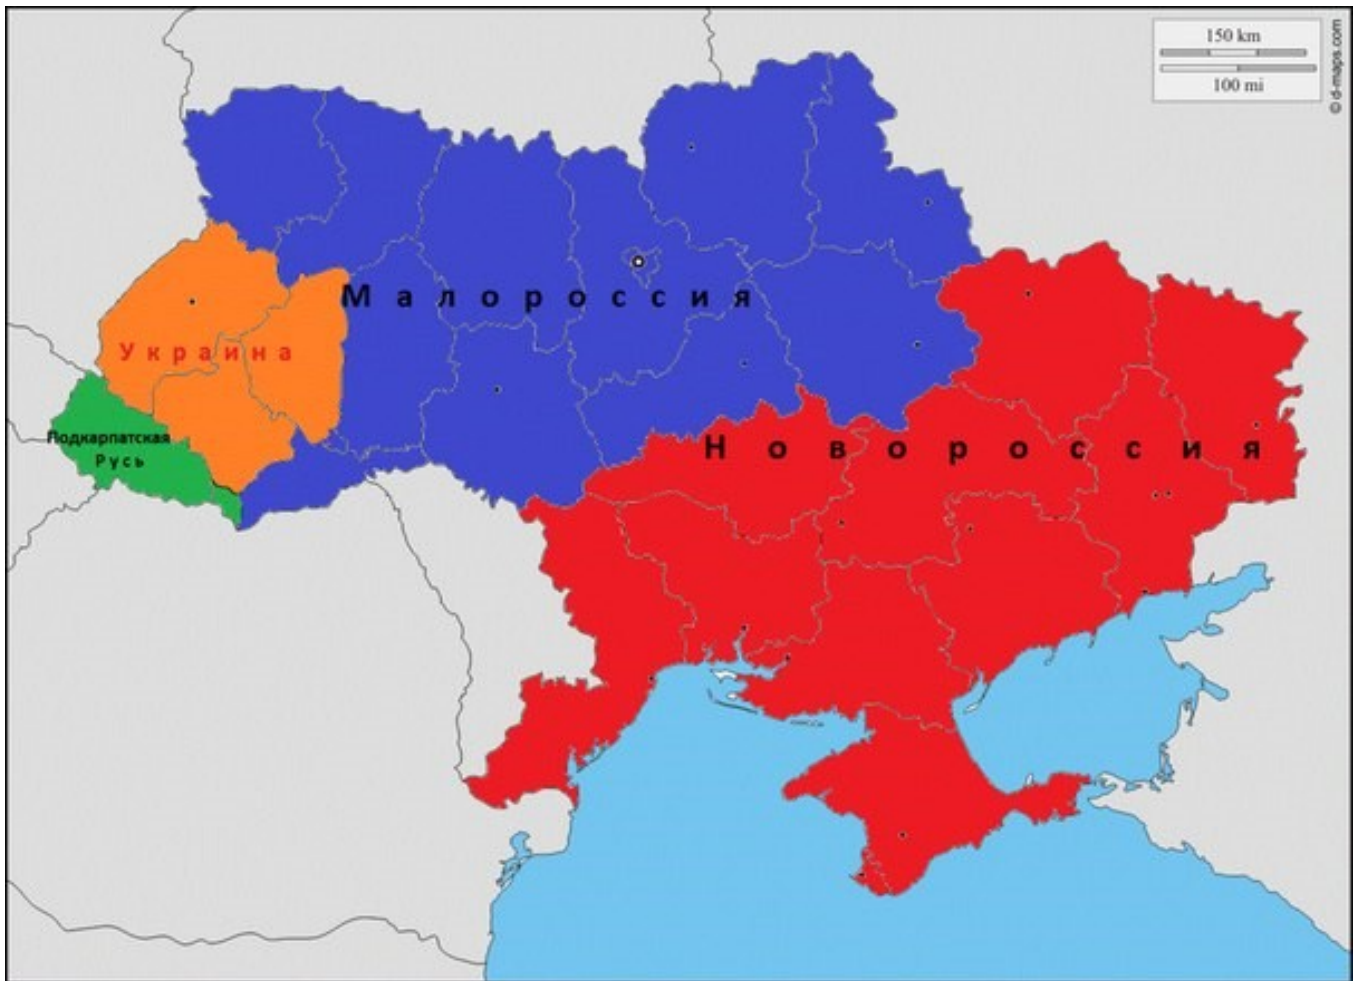 150 km
100 mi
© d-maps.com
Малороссия
Украина
Подкарпатская
Русь
Новороссия